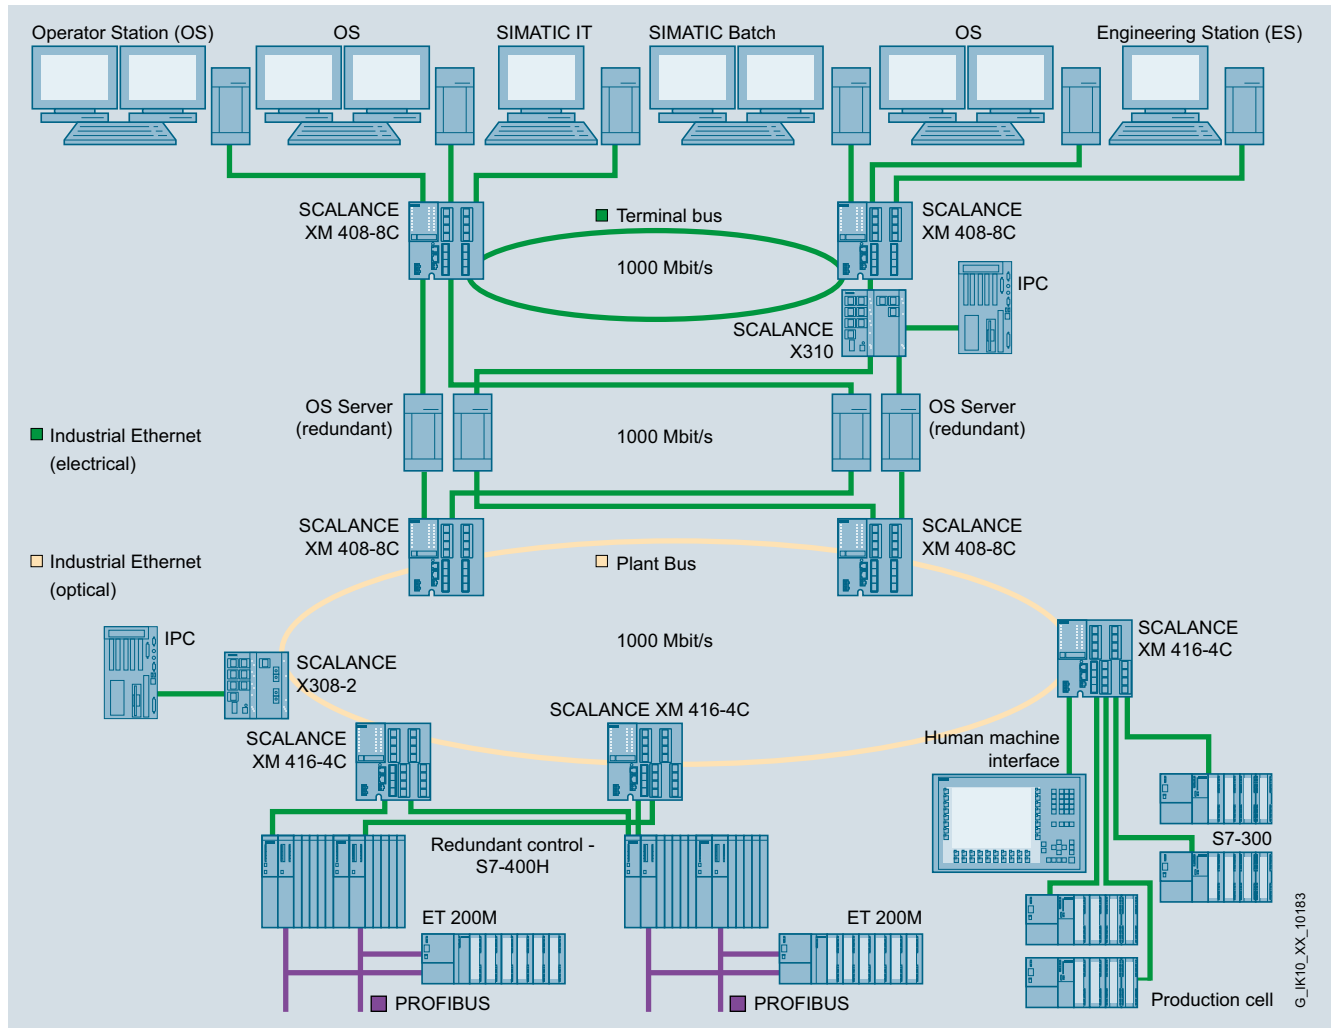 Operator Station (OS)
OS
SIMATIC IT
SIMATIC Batch
OS
Engineering Station (ES)
SCALANCE
XM 408-8C
Terminal bus
SCALANCE
XM 408-8C
1000 Mbit/s
IPC
SCALANCE
X310
OS Server
(redundant)
OS Server
(redundant)
Industrial Ethernet
(electrical)
1000 Mbit/s
SCALANCE
XM 408-8C
SCALANCE
XM 408-8C
Industrial Ethernet
(optical)
Plant Bus
IPC
1000 Mbit/s
SCALANCE
XM 416-4C
SCALANCE
X308-2
SCALANCE XM 416-4C
SCALANCE
XM 416-4C
Human machine
interface
Redundant control -
S7-400H
S7-300
ET 200M
ET 200M
PROFIBUS
PROFIBUS
Production cell
G_IK10_XX_10183